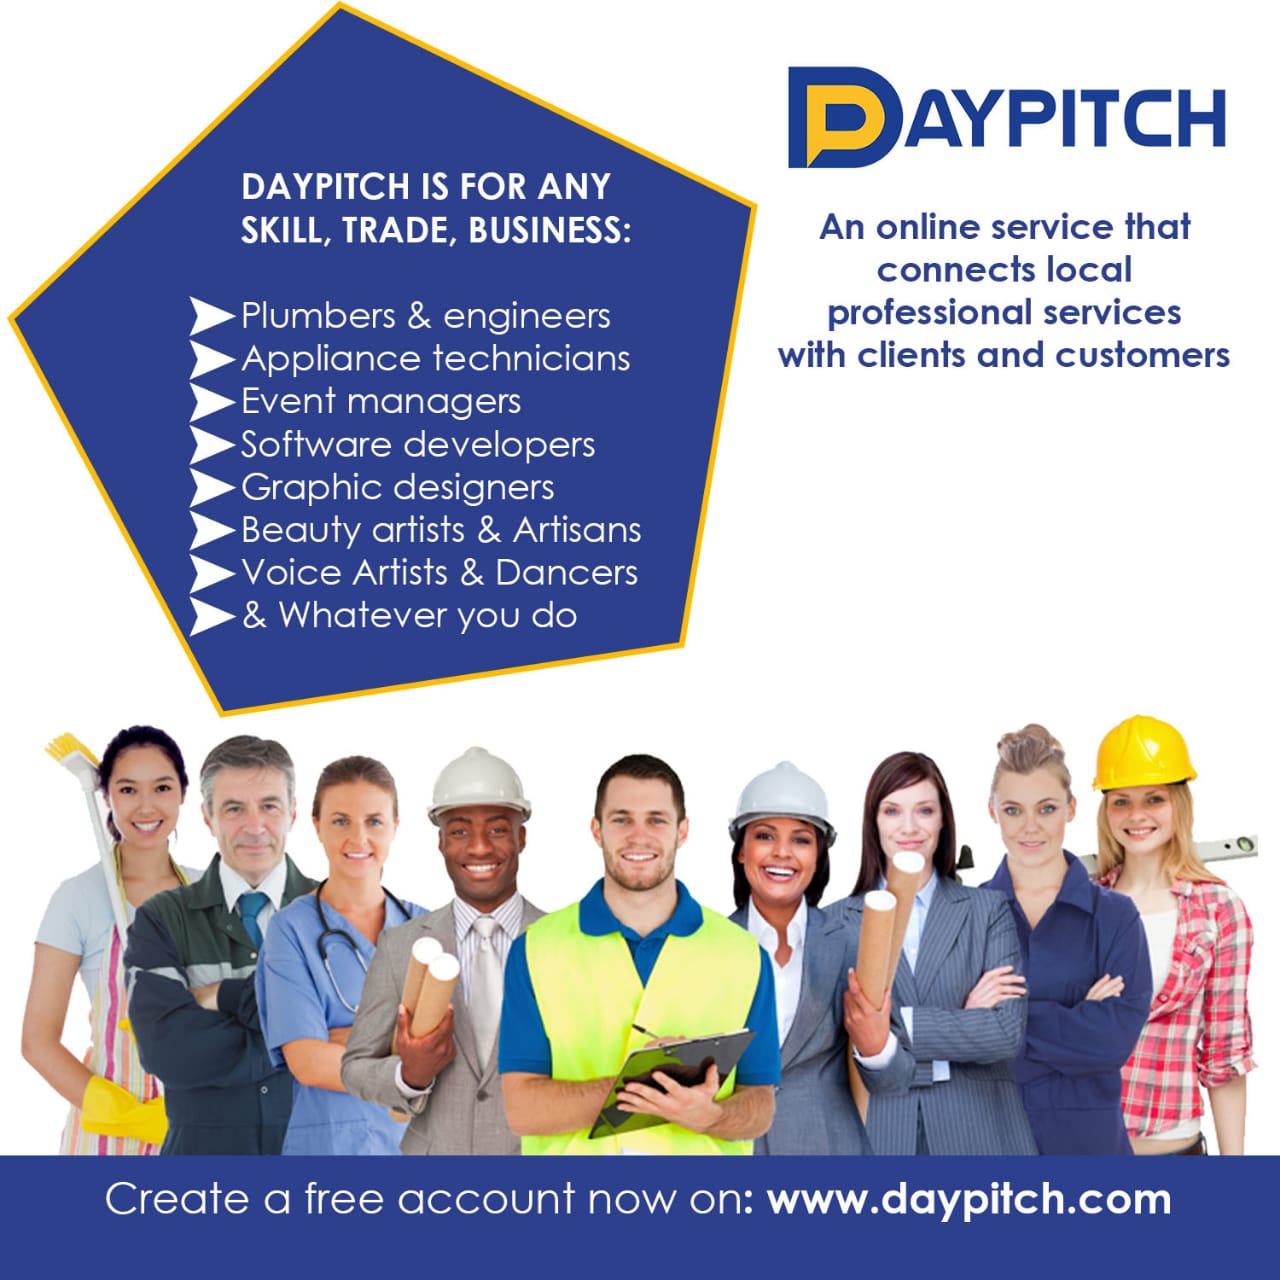 DAYPITCH IS FOR ANY
SKILL, TRADE, BUSINESS:
Plumbers & engineers
Appliance technicians
Event managers
Software developers
Graphic designers
Beauty artists & Artisans
Voice Artists & Dancers
& Whatever you do
DAYPITCH
An online service that
connects local
professional services
with clients and customers
Create a free account now on: www.daypitch.com